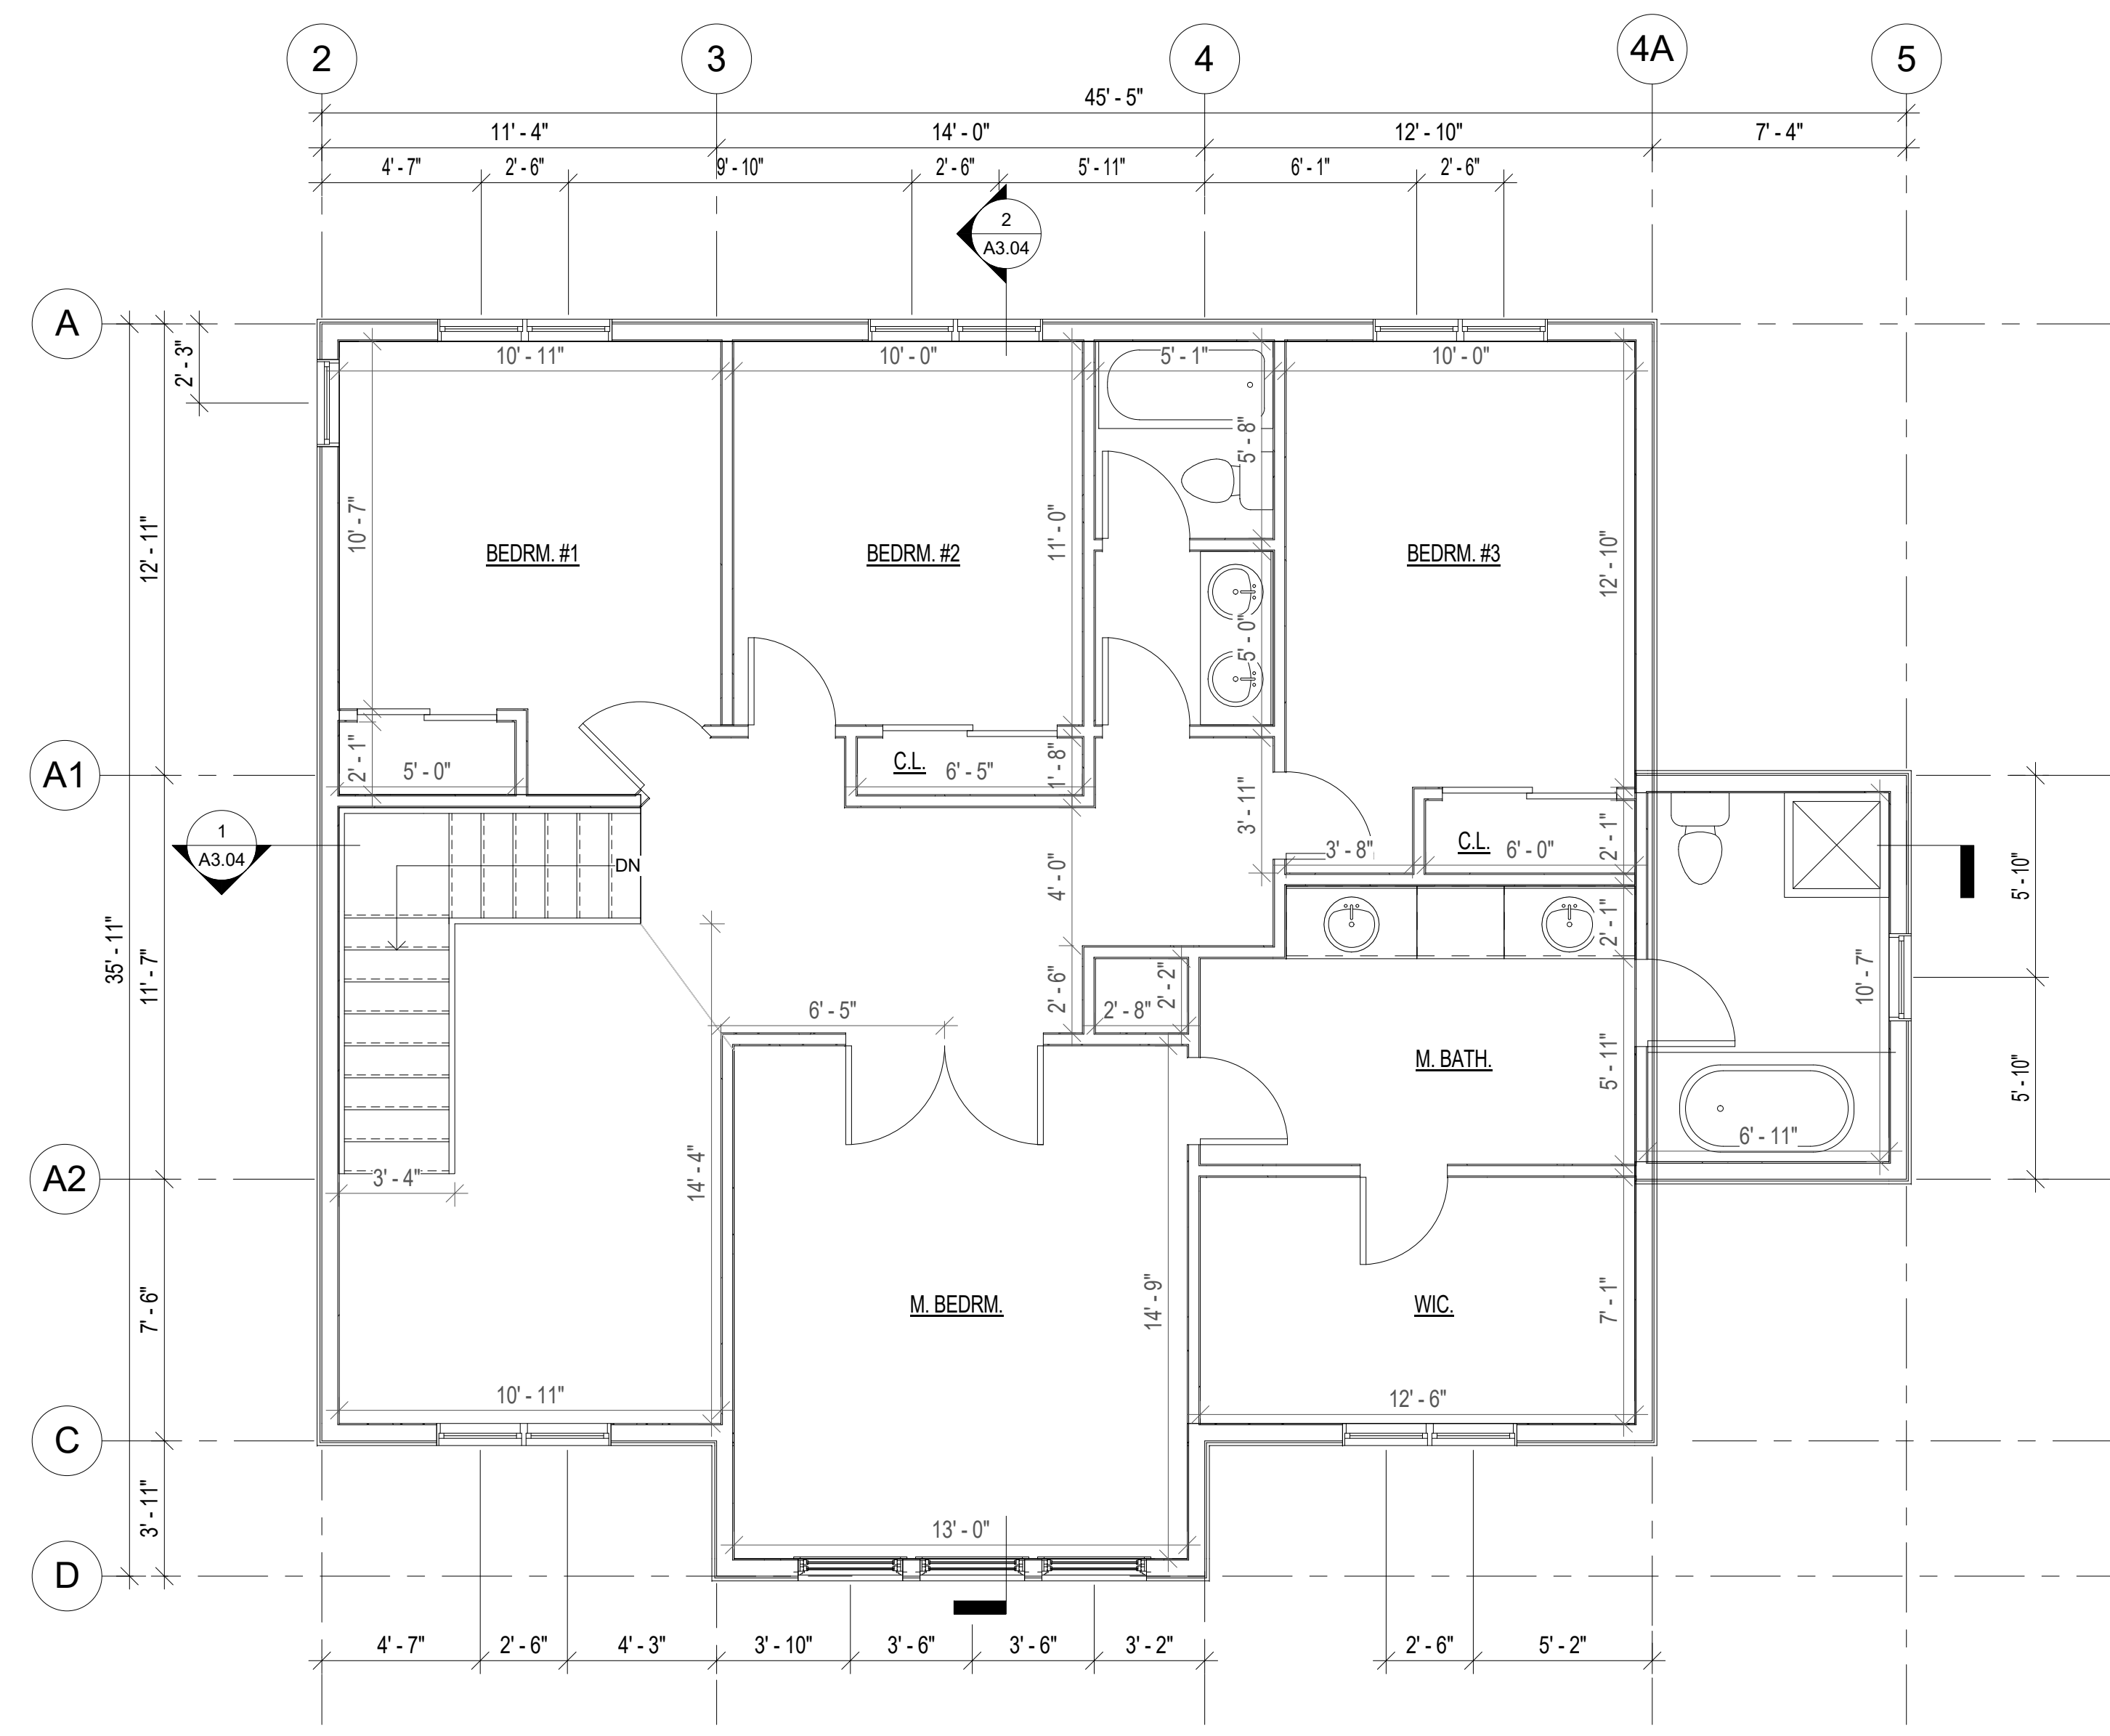 2
3
4
4A
5
45' - 5"
11' - 4"
14' - 0"
12' - 10"
7' - 4"
4' - 7"
2' - 6"
9' - 10"
2' - 6"
5' - 11"
6' - 1"
2' - 6"
2
A3.04
A
2' - 3"
10' - 11"
10' - 0"
5' - 1"
10' - 0"
5' - 8"
12' - 11"
10' - 7"
BEDRM. #1
BEDRM. #2
11' - 0"
BEDRM. #3
12' - 10"
5' - 0"
A1
2' - 1"
5' - 0"
C.L.
6' - 5"
1' - 8"
3' - 11"
1
A3.04
DN
4' - 0"
3' - 8"
C.L.
6' - 0"
2' - 1"
5' - 10"
35' - 11"
11' - 7"
2' - 1"
6' - 5"
2' - 6"
2' - 8"
2' - 2"
10' - 7"
M. BATH.
5' - 11"
5' - 10"
6' - 11"
A2
3' - 4"
14' - 4"
7' - 6"
M. BEDRM.
14' - 9"
WIC.
7' - 1"
10' - 11"
12' - 6"
C
3' - 11"
13' - 0"
D
4' - 7"
2' - 6"
4' - 3"
3' - 10"
3' - 6"
3' - 6"
3' - 2"
2' - 6"
5' - 2"